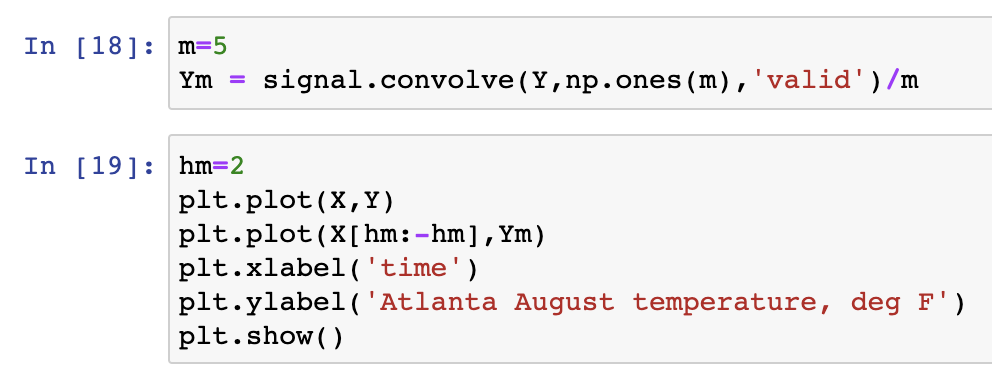 In [18]: m=5
Ym = signal.convolve(Y,np.ones(m),'valid')/m
In [19]: hm=2
plt.plot(X,Y)
plt.plot(X[hm:-hm],Ym)
plt.xlabel('time')
plt.ylabel('Atlanta August temperature, deg F')
plt.show()